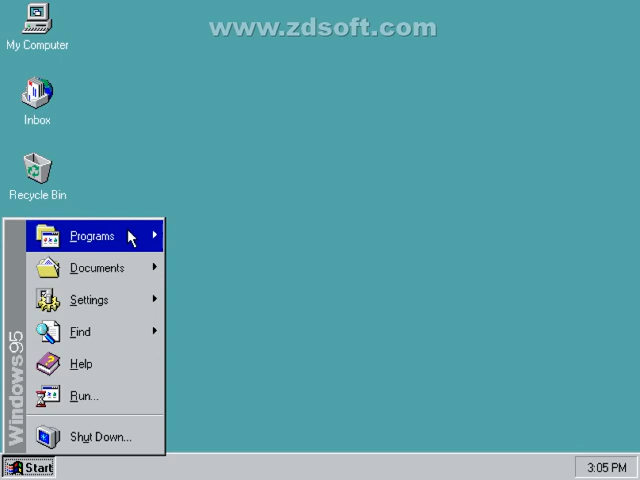 www.zdsoft.com
My Computer
Inbox
Recycle Bin
Programs
Documents
Settings
Find
Help
Run...
Shut Down...
Windows95
Start
3:05 PM